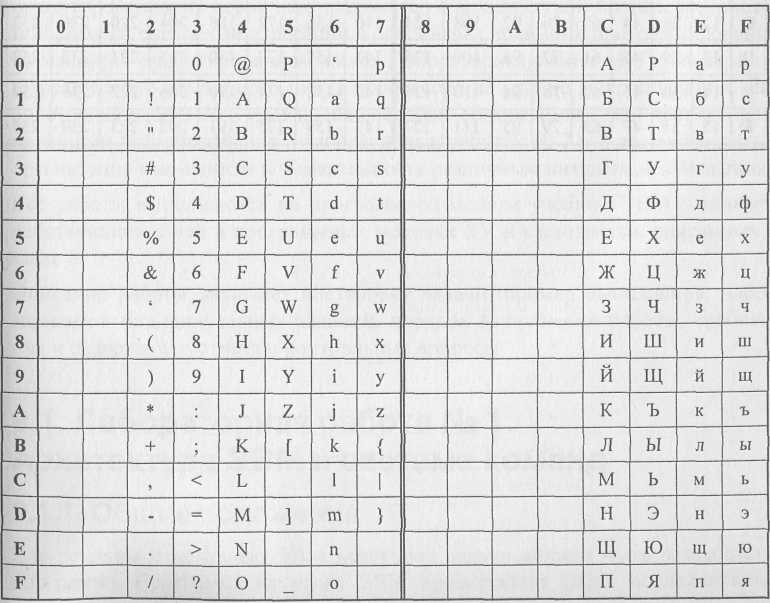 0 1 2 3 4 5 6 7 8 9 A B C D E F
0 @ P p А Р а р
1 ! 1 A Q a q Б С б с
2 " 2 B R b r В Т в т
3 # 3 C S c s Г У г у
4 $ 4 D T d t Д Ф д ф
5 % 5 E U e u Е Х е х
6 & 6 F V f v Ж Ц ж ц
7 ' 7 G W g w З Ч з ч
8 ( 8 H X h x И Ш и ш
9 ) 9 I Y i y Й Щ й щ
A * : J Z j z К Ъ к ъ
B + ; K [ k { Л Ы л ы
C , < L l | М Ь м ь
D - = M ] m } Н Э н э
E . > N n Щ Ю щ ю
F / ? O _ o П Я я